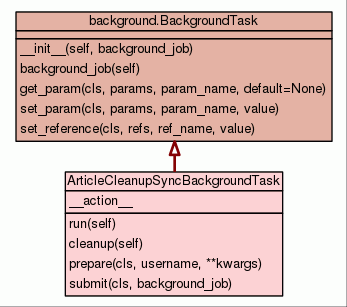 background.BackgroundTask
__init__(self, background_job)
background_job(self)
get_param(cls, params, param_name, default=None)
set_param(cls, params, param_name, value)
set_reference(cls, refs, ref_name, value)
ArticleCleanupSyncBackgroundTask
__action__
run(self)
cleanup(self)
prepare(cls, username, **kwargs)
submit(cls, background_job)